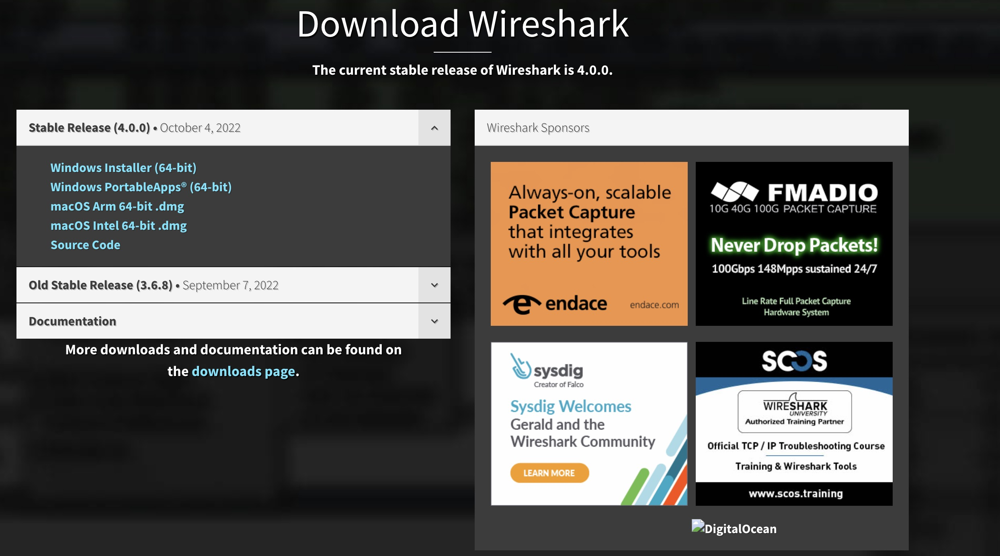 Download Wireshark
The current stable release of Wireshark is 4.0.0.
Stable Release (4.0.0) • October 4, 2022
Windows Installer (64-bit)
Windows PortableApps® (64-bit)
macOS Arm 64-bit .dmg
macOS Intel 64-bit .dmg
Source Code
Old Stable Release (3.6.8) • September 7, 2022
Documentation
More downloads and documentation can be found on
the downloads page.
Wireshark Sponsors
Always-on, scalable
Packet Capture
that integrates
with all your tools
endace
endace.com
FMADIO
10G 40G 100G PACKET CAPTURE
Never Drop Packets!
100Gbps 148Mpps sustained 24/7
Line Rate Full Packet Capture
Hardware System
sysdig
Creator of Falco
Sysdig Welcomes
Gerald and the
Wireshark Community
LEARN MORE
SCOS
WIRESHARK
UNIVERSITY
Authorized Training Partner
Official TCP / IP Troubleshooting Course
Training & Wireshark Tools
www.scos.training
DigitalOcean